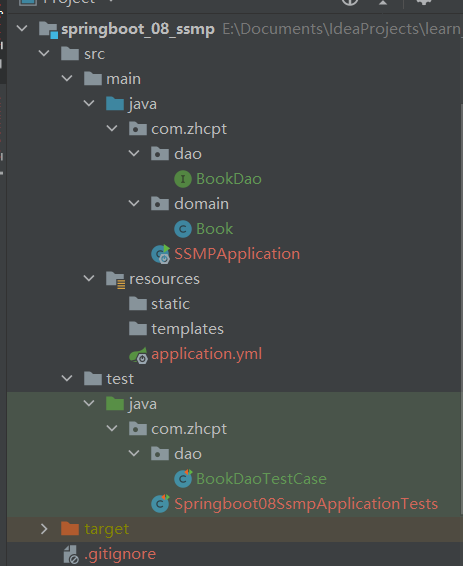 Project
springboot_08_ssmp E:\Documents\IdeaProjects\learn_
src
main
java
com.zhcpt
dao
BookDao
domain
Book
SSMPApplication
resources
static
templates
application.yml
test
java
com.zhcpt
dao
BookDaoTestCase
Springboot08SsmpApplicationTests
target
.gitignore